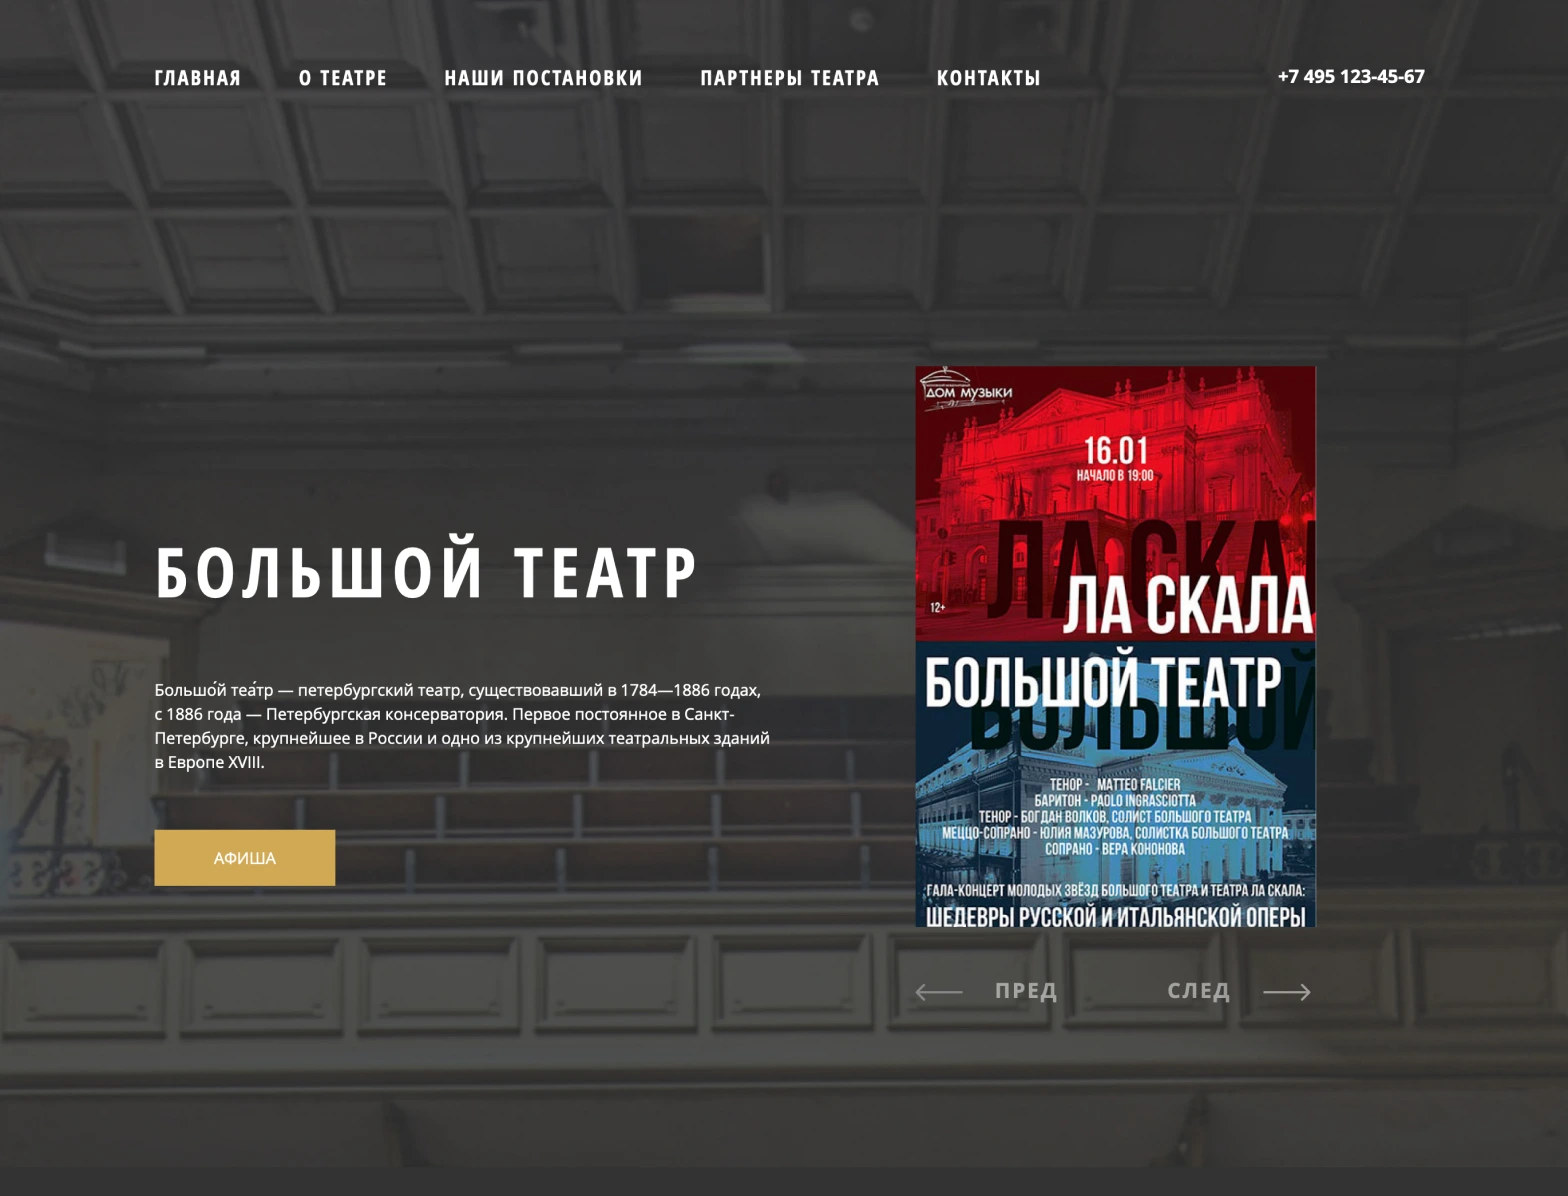 ГЛАВНАЯ
О ТЕАТРЕ
НАШИ ПОСТАНОВКИ
ПАРТНЕРЫ ТЕАТРА
КОНТАКТЫ
+7 495 123-45-67
БОЛЬШОЙ ТЕАТР
Большо́й теа́тр — петербургский театр, существовавший в 1784—1886 годах,
с 1886 года — Петербургская консерватория. Первое постоянное в Санкт-
Петербурге, крупнейшее в России и одно из крупнейших театральных зданий
в Европе XVIII.
АФИША
ДОМ МУЗЫКИ
16.01
НАЧАЛО В 19:00
ЛА СКАЛ
12+
ЛА СКАЛА
БОЛЬШОЙ ТЕАТР
БОЛЬШОЙ
ТЕНОР - MATTEO FALCIER
БАРИТОН - PAOLO INGRASCIOTTA
ТЕНОР - БОГДАН ВОЛКОВ, СОЛИСТ БОЛЬШОГО ТЕАТРА
МЕЦЦО-СОПРАНО - ЮЛИЯ МАЗУРОВА, СОЛИСТКА БОЛЬШОГО ТЕАТРА
СОПРАНО - ВЕРА КОНОНОВА
ГАЛА-КОНЦЕРТ МОЛОДЫХ ЗВЁЗД БОЛЬШОГО ТЕАТРА И ТЕАТРА ЛА СКАЛА:
ШЕДЕВРЫ РУССКОЙ И ИТАЛЬЯНСКОЙ ОПЕРЫ
ПРЕД
СЛЕД